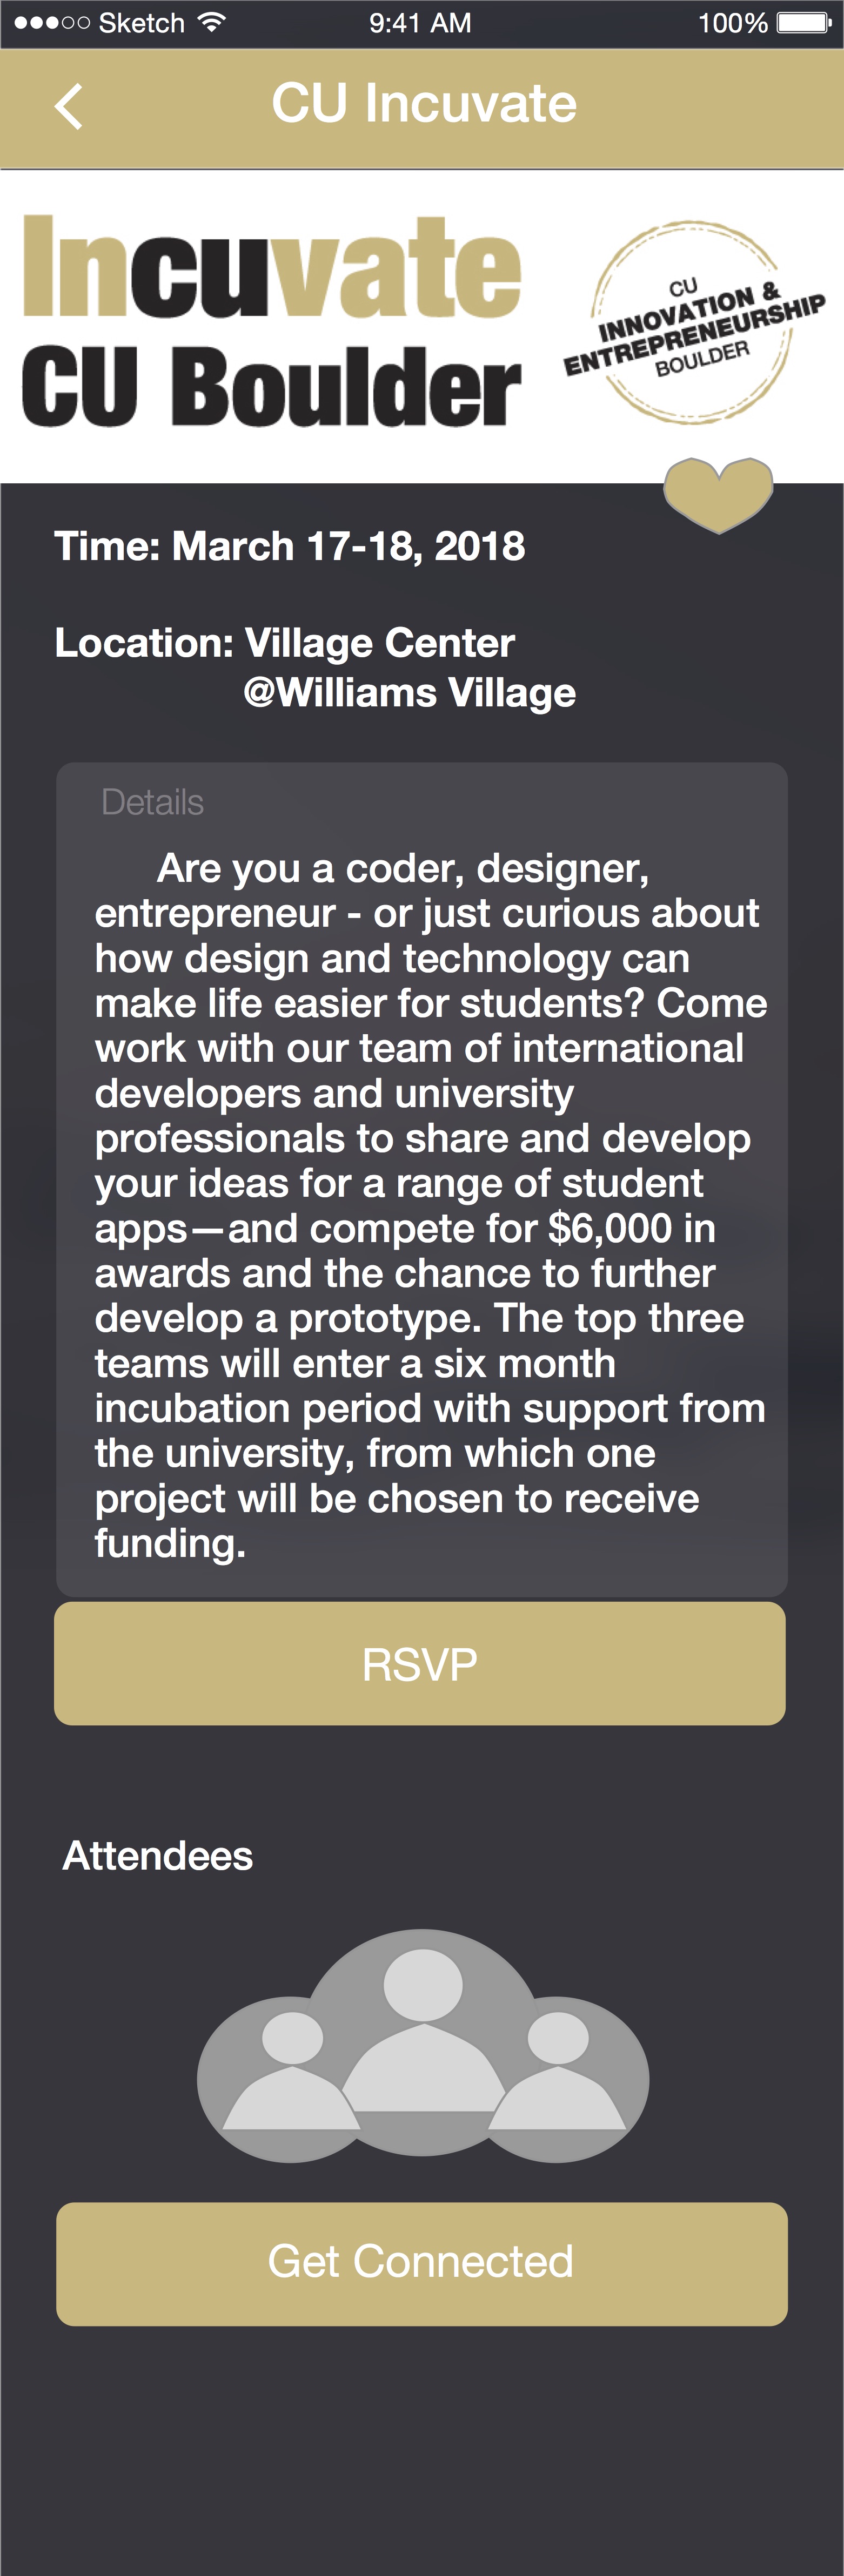 Sketch 9:41 AM 100%
CU Incuvate
Incuvate
CU Boulder
CU
INNOVATION &
ENTREPRENEURSHIP
BOULDER
Time: March 17-18, 2018
Location: Village Center
@Williams Village
Details
Are you a coder, designer,
entrepreneur - or just curious about
how design and technology can
make life easier for students? Come
work with our team of international
developers and university
professionals to share and develop
your ideas for a range of student
apps—and compete for $6,000 in
awards and the chance to further
develop a prototype. The top three
teams will enter a six month
incubation period with support from
the university, from which one
project will be chosen to receive
funding.
RSVP
Attendees
Get Connected